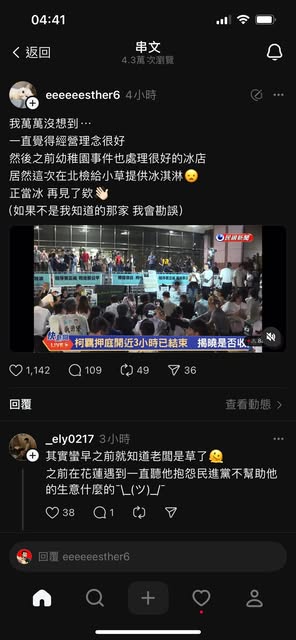 04:41
返回
串文
4.3萬 次瀏覽
eeeeeesther6 4小時
我萬萬沒想到⋯
一直覺得經營理念很好
然後之前幼稚園事件也處理很好的冰店
居然這次在北檢給小草提供冰淇淋😞
正當冰 再見了欸👋🏻
(如果不是我知道的那家 我會勘誤)
民視新聞
快新聞
LIVE
柯羈押庭開近3小時已結束 揭曉是否收
1,142 109 49 36
回覆
查看動態
_ely0217 3小時
其實蠻早之前就知道老闆是草了🫠
之前在花蓮遇到一直聽他抱怨民進黨不幫助他
的生意什麼的¯\_(ツ)_/¯
38 1
回覆 eeeeeesther6